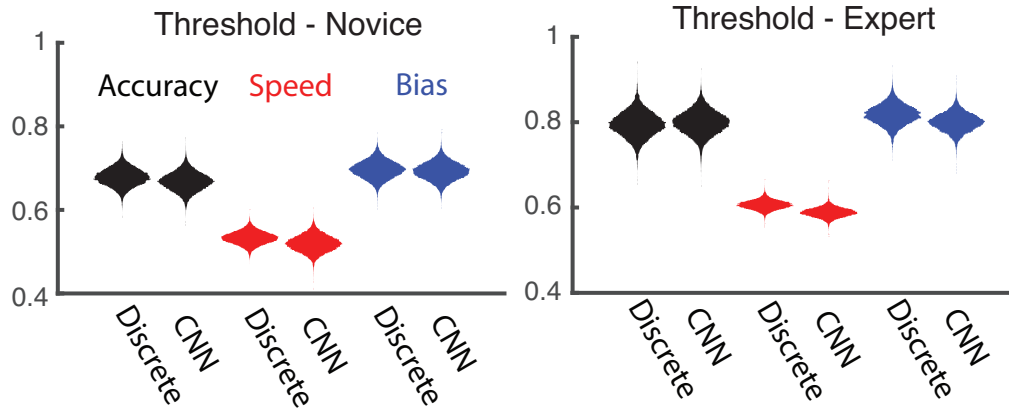 Threshold - Novice
1
0.8
0.6
0.4
Accuracy Speed Bias
Discrete
CNN
Discrete
CNN
Discrete
CNN
Threshold - Expert
1
0.8
0.6
0.4
Discrete
CNN
Discrete
CNN
Discrete
CNN